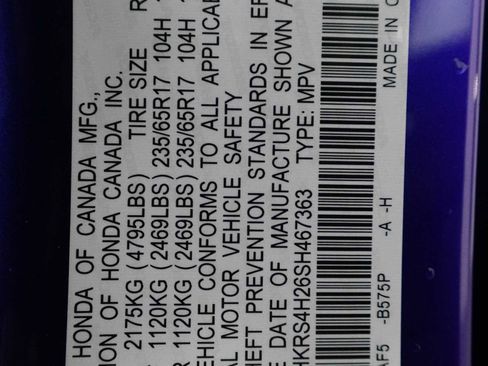 HONDA OF CANADA MFG.,
ION OF HONDA CANADA INC.
2175KG (4795LBS) TIRE SIZE R
1120KG (2469LBS) 235/65R17 104H
R 1120KG (2469LBS) 235/65R17 104H
EHICLE CONFORMS TO ALL APPLICAB
AL MOTOR VEHICLE SAFETY
HEFT PREVENTION STANDARDS IN EF
E DATE OF MANUFACTURE SHOWN A
HKRS4H26SH467363 TYPE: MPV
AF5 -B575P -A -H MADE IN C